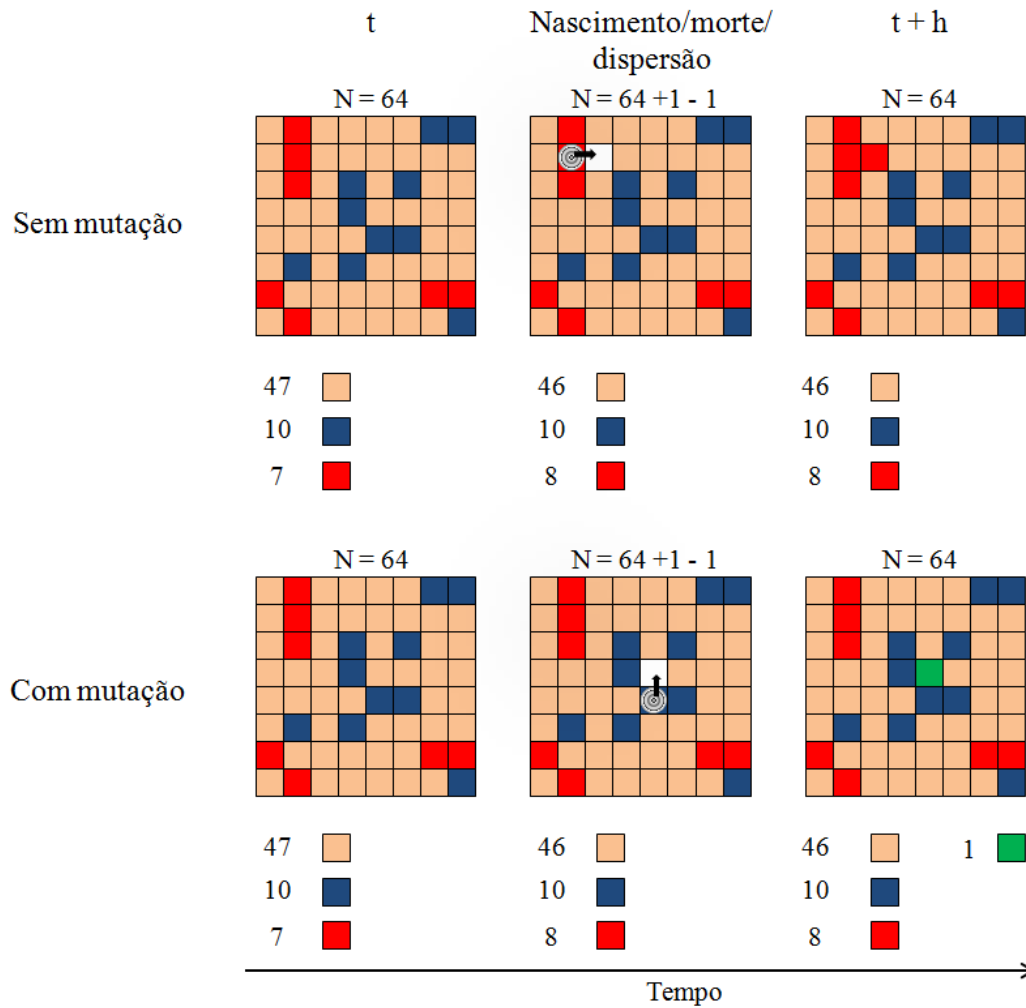 t
Nascimento/morte/
dispersão
t + h
N = 64
N = 64 +1 - 1
N = 64
Sem mutação
47
46
46
10
10
10
7
8
8
N = 64
N = 64 +1 - 1
N = 64
Com mutação
47
46
46
1
10
10
10
7
8
8
Tempo